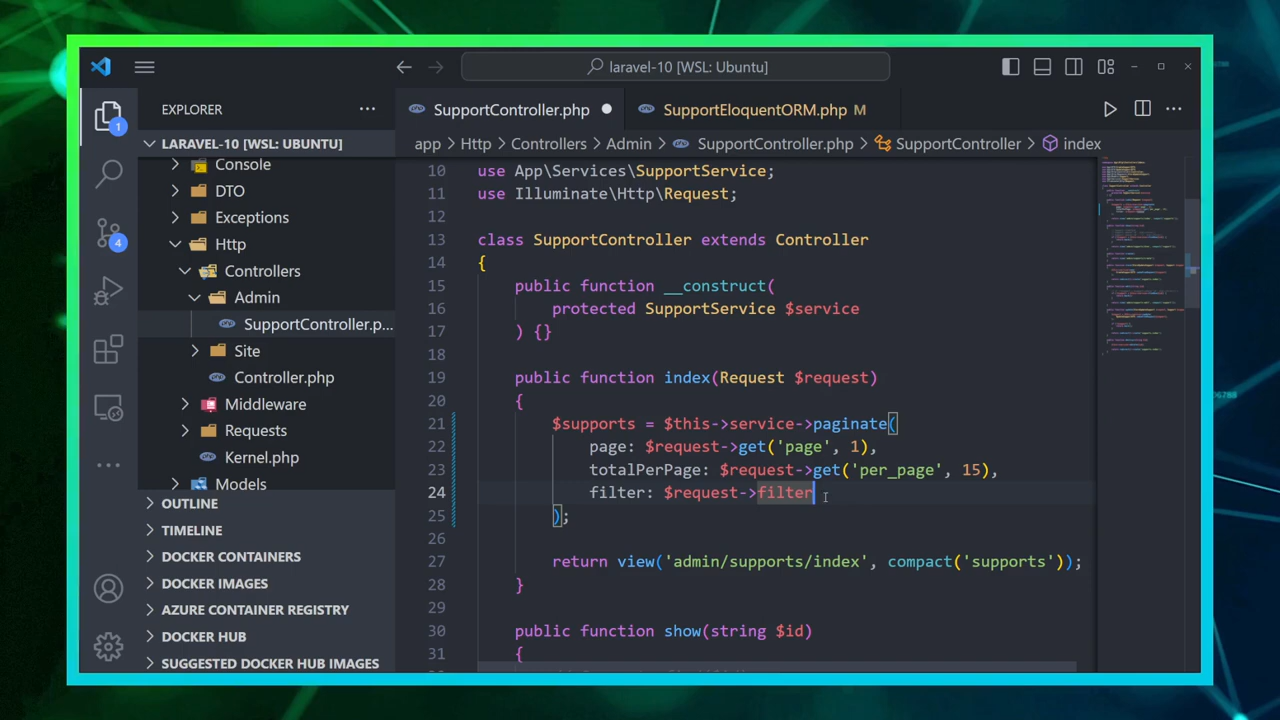 laravel-10 [WSL: Ubuntu]
EXPLORER
SupportController.php
SupportEloquentORM.php M
1
LARAVEL-10 [WSL: UBUNTU]
app > Http > Controllers > Admin > SupportController.php > SupportController > index
Console
DTO
Exceptions
Http
Controllers
Admin
SupportController.p...
Site
Controller.php
Middleware
Requests
Kernel.php
Models
OUTLINE
TIMELINE
DOCKER CONTAINERS
DOCKER IMAGES
AZURE CONTAINER REGISTRY
DOCKER HUB
SUGGESTED DOCKER HUB IMAGES
4
10 use App\Services\SupportService;
11 use Illuminate\Http\Request;
12
13 class SupportController extends Controller
14 {
15 public function __construct(
16 protected SupportService $service
17 ) {}
18
19 public function index(Request $request)
20 {
21 $supports = $this->service->paginate(
22 page: $request->get('page', 1),
23 totalPerPage: $request->get('per_page', 15),
24 filter: $request->filter
25 );
26
27 return view('admin/supports/index', compact('supports'));
28 }
29
30 public function show(string $id)
31 {